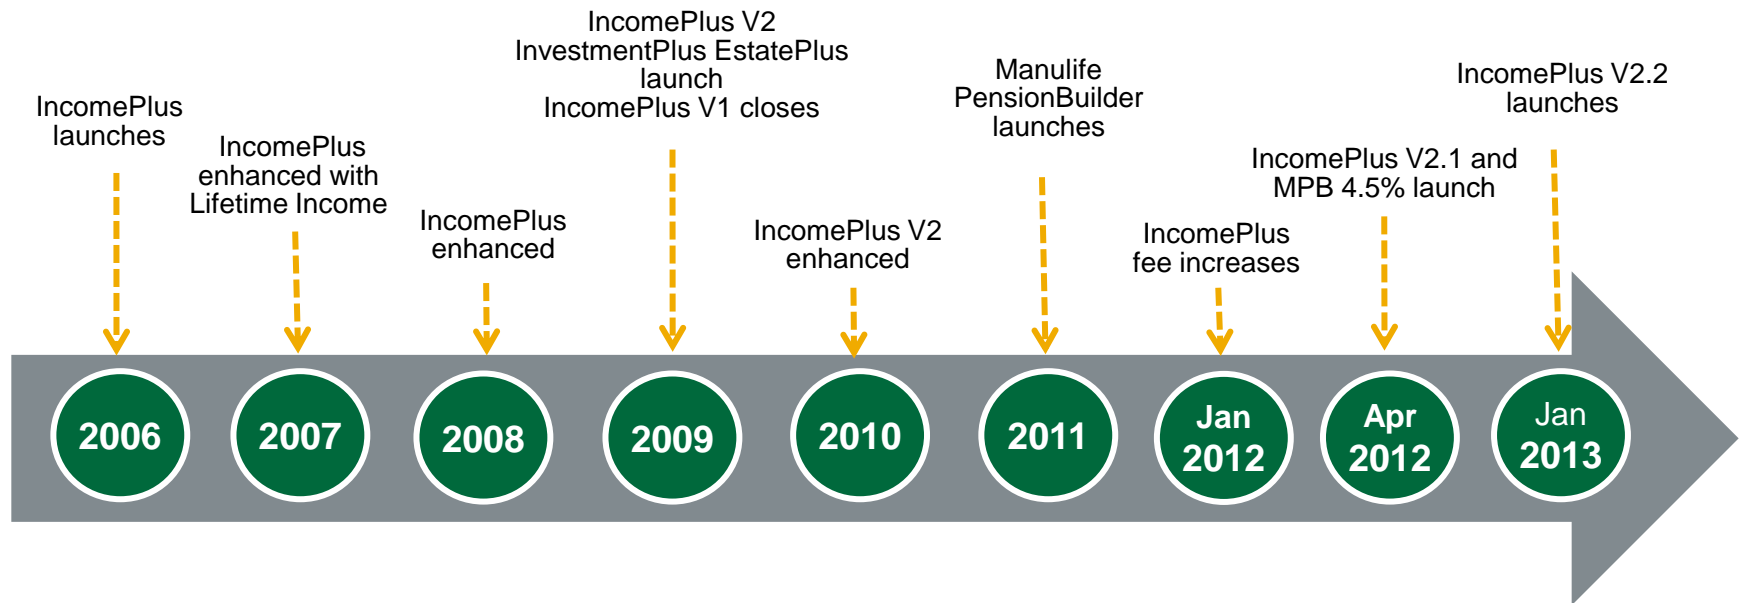 IncomePlus
launches
IncomePlus
enhanced with
Lifetime Income
IncomePlus
enhanced
IncomePlus V2
InvestmentPlus EstatePlus
launch
IncomePlus V1 closes
IncomePlus V2
enhanced
Manulife
PensionBuilder
launches
IncomePlus
fee increases
IncomePlus V2.1 and
MPB 4.5% launch
IncomePlus V2.2
launches
2006
2007
2008
2009
2010
2011
Jan
2012
Apr
2012
Jan
2013